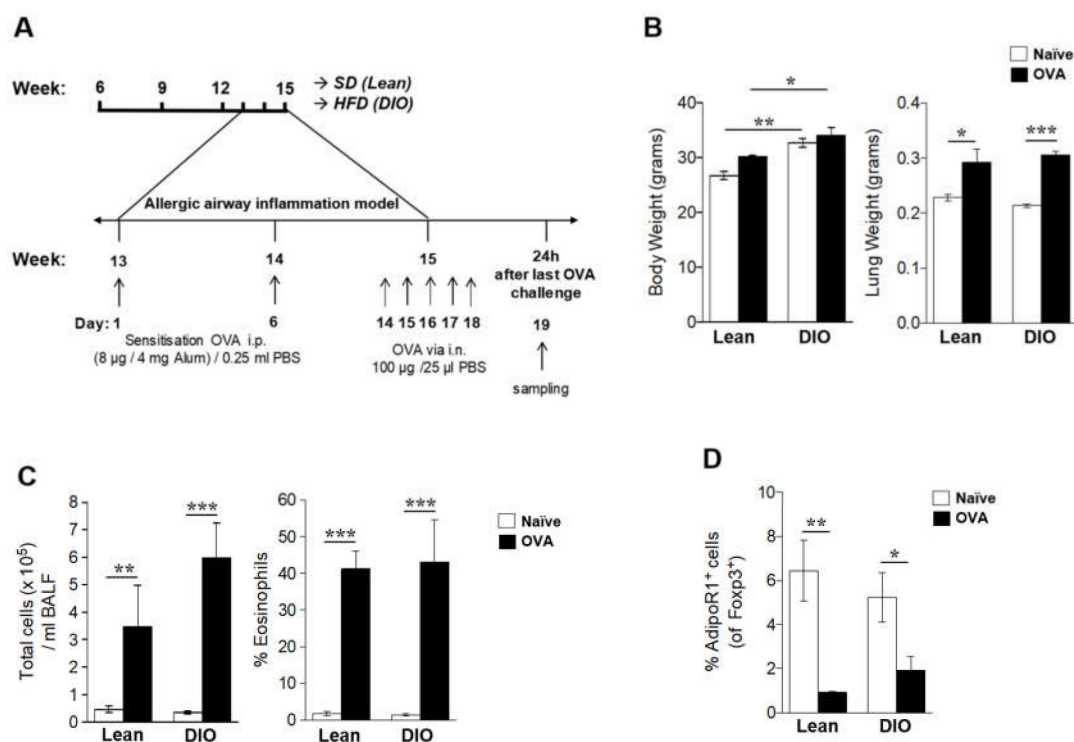 A
Week:
6 9 12 15
→ SD (Lean)
→ HFD (DIO)
Allergic airway inflammation model
Week: 13 14 15 24h
after last OVA
challenge
Day: 1 6 14 15 16 17 18 19
Sensitisation OVA i.p.
(8 µg / 4 mg Alum) / 0.25 ml PBS
OVA via i.n.
100 µg /25 µl PBS
sampling
B
Naïve
OVA
Body Weight (grams)
40
30
20
10
0
*
**
Lean DIO
Lung Weight (grams)
0.4
0.3
0.2
0.1
0.0
* ***
Lean DIO
C
Total cells (x 10⁵)
/ ml BALF
8
7
6
5
4
3
2
1
0
** ***
Lean DIO
% Eosinophils
60
50
40
30
20
10
0
*** ***
Lean DIO
Naïve
OVA
D
% AdipoR1⁺ cells
(of Foxp3⁺)
10
8
6
4
2
0
** *
Lean DIO
Naïve
OVA